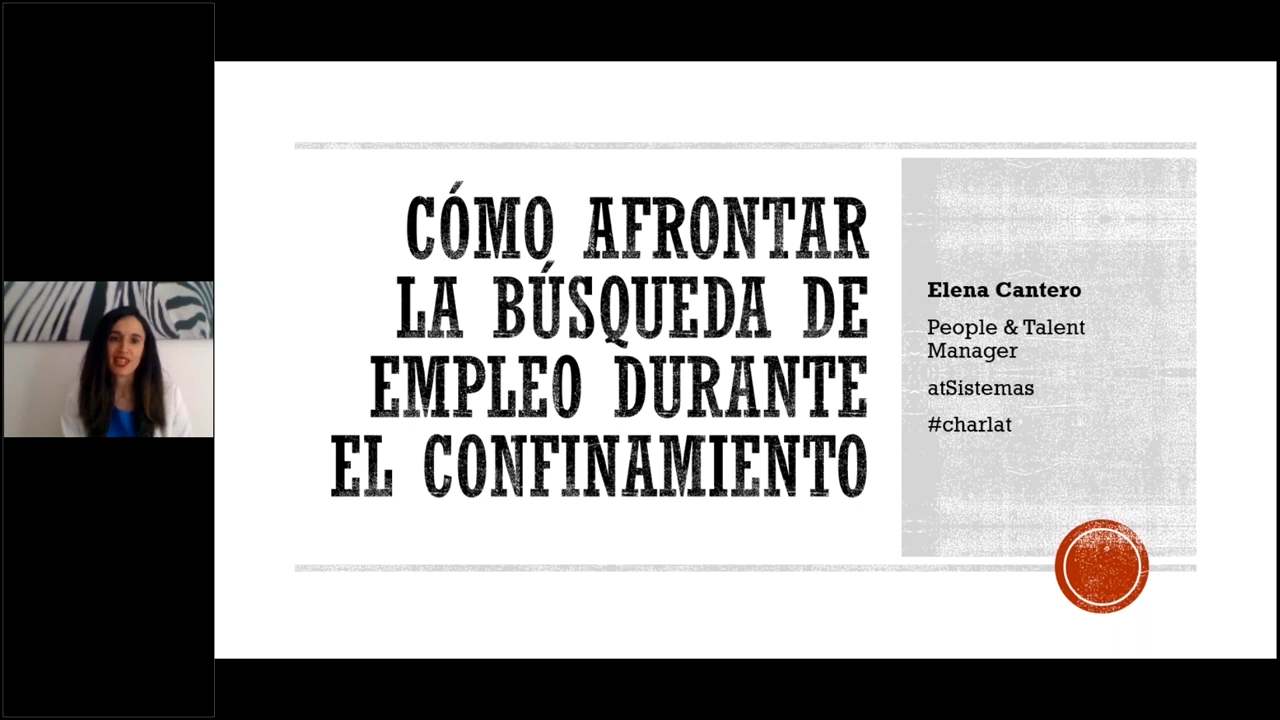 CÓMO AFRONTAR
LA BÚSQUEDA DE
EMPLEO DURANTE
EL CONFINAMIENTO
Elena Cantero
People & Talent
Manager
atSistemas
#charlat